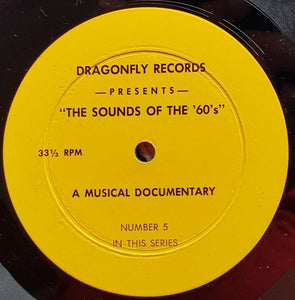 DRAGONFLY RECORDS
—PRESENTS—
"THE SOUNDS OF THE '60's"
33⅓ RPM
A MUSICAL DOCUMENTARY
NUMBER 5
IN THIS SERIES